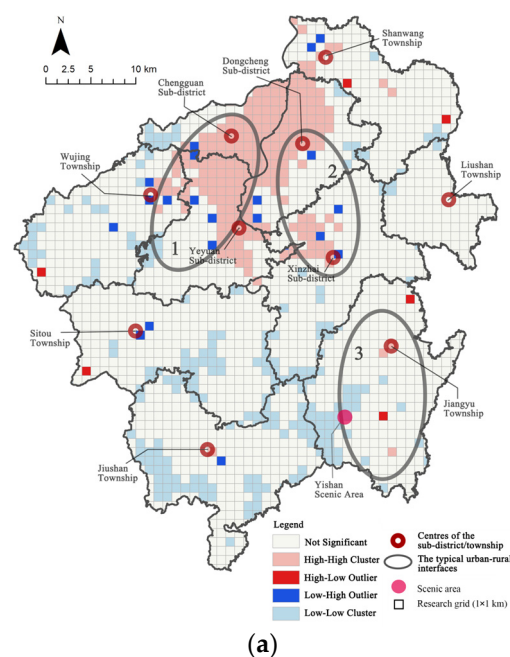 N
0 2.5 5 10 km
Shanwang
Township
Dongcheng
Sub-district
Chengguan
Sub-district
Wujing
Township
Liushan
Township
2
1
Yeyuan
Sub-district
Xinzhai
Sub-district
Sitou
Township
3
Jiangyu
Township
Jiushan
Township
Yishan
Scenic Area
Legend
Not Significant
High-High Cluster
High-Low Outlier
Low-High Outlier
Low-Low Cluster
Centres of the
sub-district/township
The typical urban-rural
interfaces
Scenic area
Research grid (1×1 km)
(a)